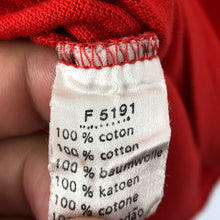 F 5191
100 % coton
100 % cotton
100 % baumwolle
100 % katoen
100 % cotone